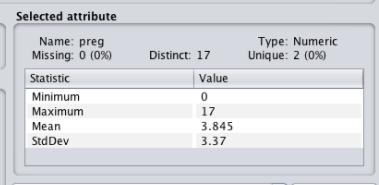 Selected attribute
Name: preg Type: Numeric
Missing: 0 (0%) Distinct: 17 Unique: 2 (0%)
Statistic Value
Minimum 0
Maximum 17
Mean 3.845
StdDev 3.37